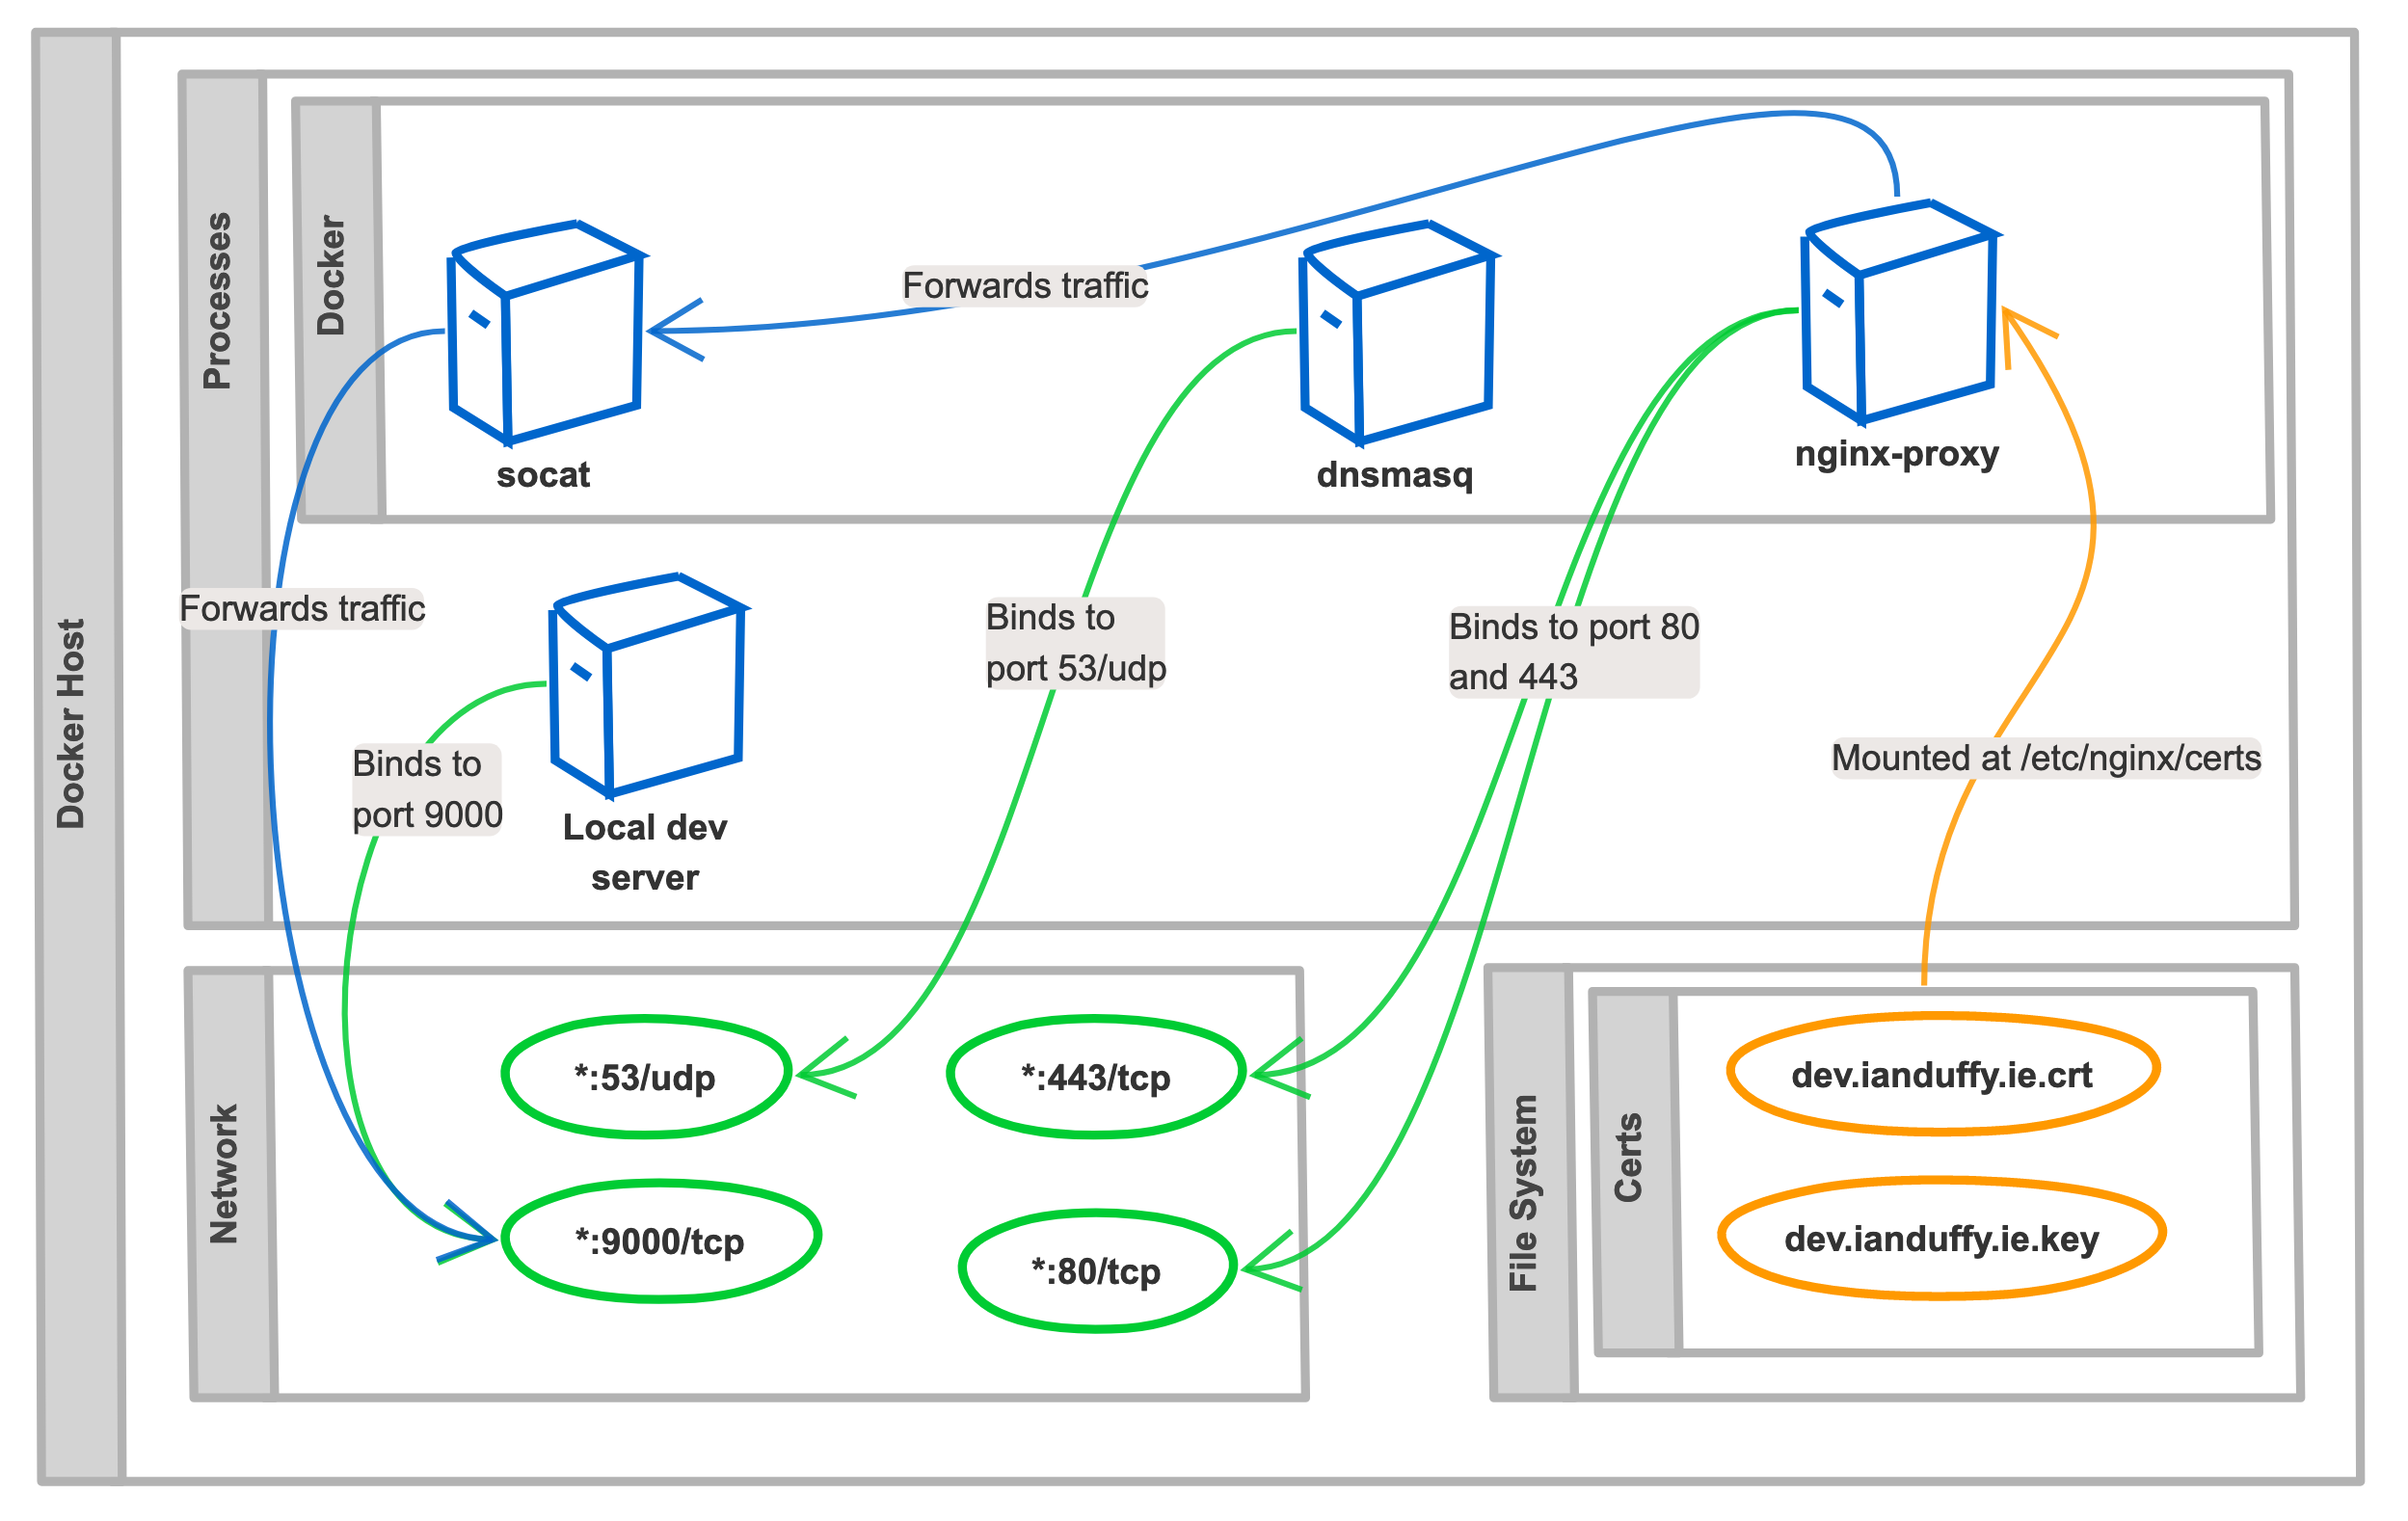 Docker Host
Processes
Docker
Forwards traffic
socat
dnsmasq
nginx-proxy
Forwards traffic
Binds to
port 53/udp
Binds to port 80
and 443
Binds to
port 9000
Local dev
server
Mounted at /etc/nginx/certs
Network
*:53/udp
*:443/tcp
*:9000/tcp
*:80/tcp
File System
Certs
dev.ianduffy.ie.crt
dev.ianduffy.ie.key